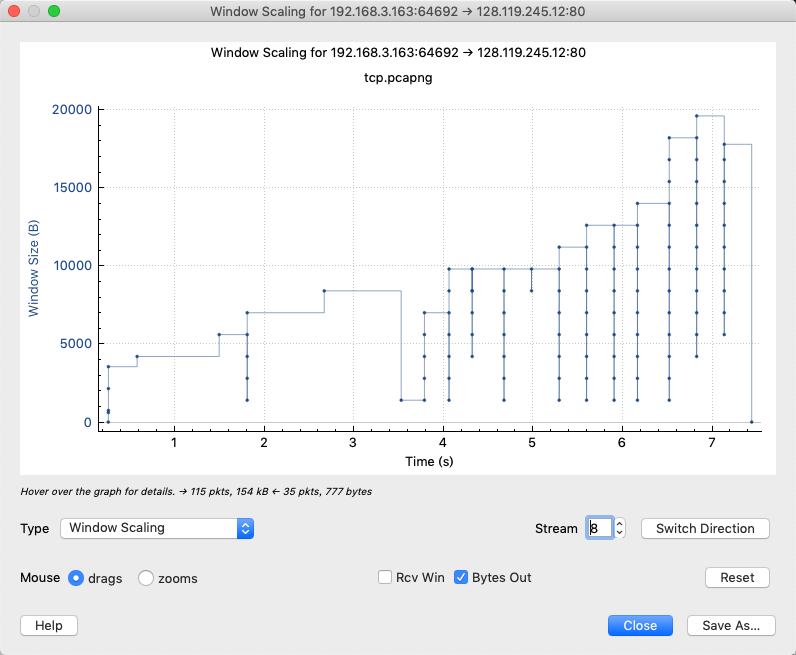 Window Scaling for 192.168.3.163:64692 → 128.119.245.12:80
Window Scaling for 192.168.3.163:64692 → 128.119.245.12:80
tcp.pcapng
20000
15000
10000
5000
0
Window Size (B)
1 2 3 4 5 6 7
Time (s)
Hover over the graph for details. → 115 pkts, 154 kB ← 35 pkts, 777 bytes
Type Window Scaling Stream 8 Switch Direction
Mouse drags zooms Rcv Win Bytes Out Reset
Help Close Save As...